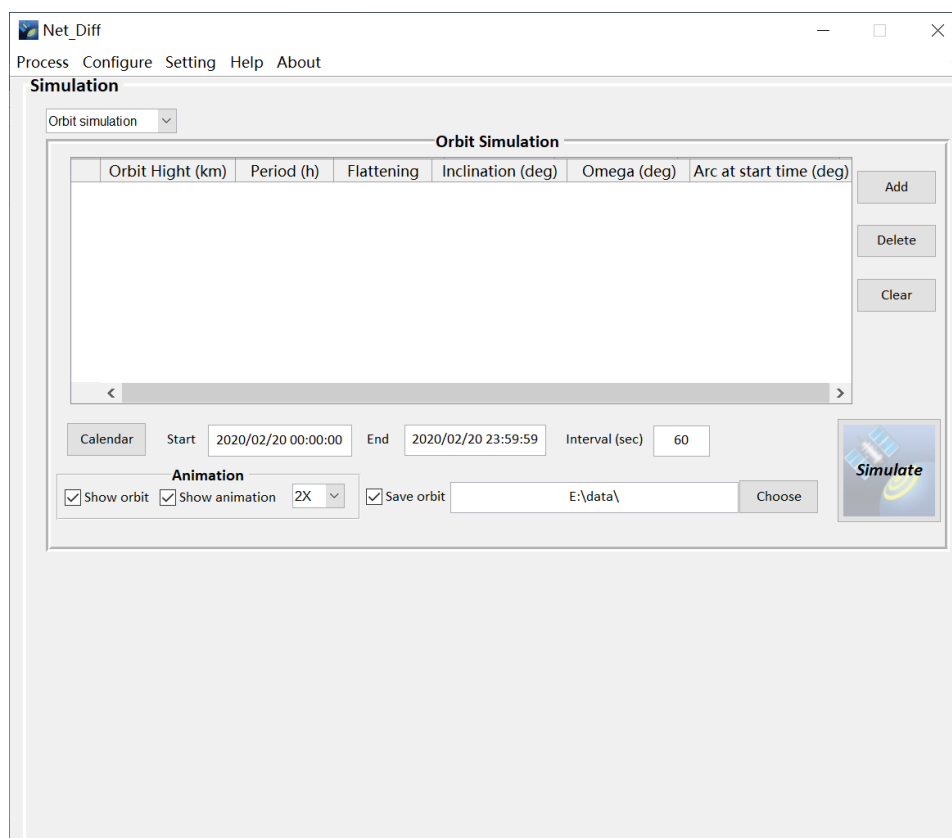 Net_Diff
Process Configure Setting Help About
Simulation
Orbit simulation
Orbit Simulation
Orbit Hight (km) Period (h) Flattening Inclination (deg) Omega (deg) Arc at start time (deg)
Add
Delete
Clear
Calendar Start 2020/02/20 00:00:00 End 2020/02/20 23:59:59 Interval (sec) 60
Simulate
Animation
Show orbit Show animation 2X Save orbit E:\data\ Choose